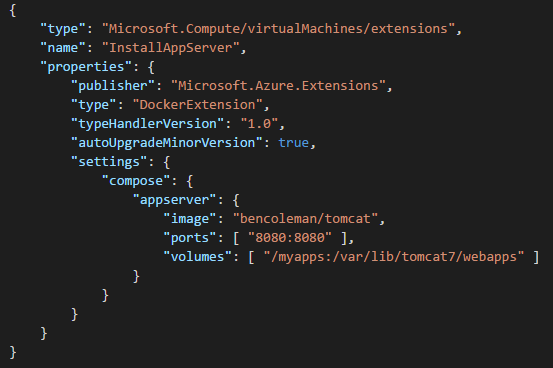 {
    "type": "Microsoft.Compute/virtualMachines/extensions",
    "name": "InstallAppServer",
    "properties": {
        "publisher": "Microsoft.Azure.Extensions",
        "type": "DockerExtension",
        "typeHandlerVersion": "1.0",
        "autoUpgradeMinorVersion": true,
        "settings": {
            "compose": {
                "appserver": {
                    "image": "bencoleman/tomcat",
                    "ports": [ "8080:8080" ],
                    "volumes": [ "/myapps:/var/lib/tomcat7/webapps" ]
                }
            }
        }
    }
}